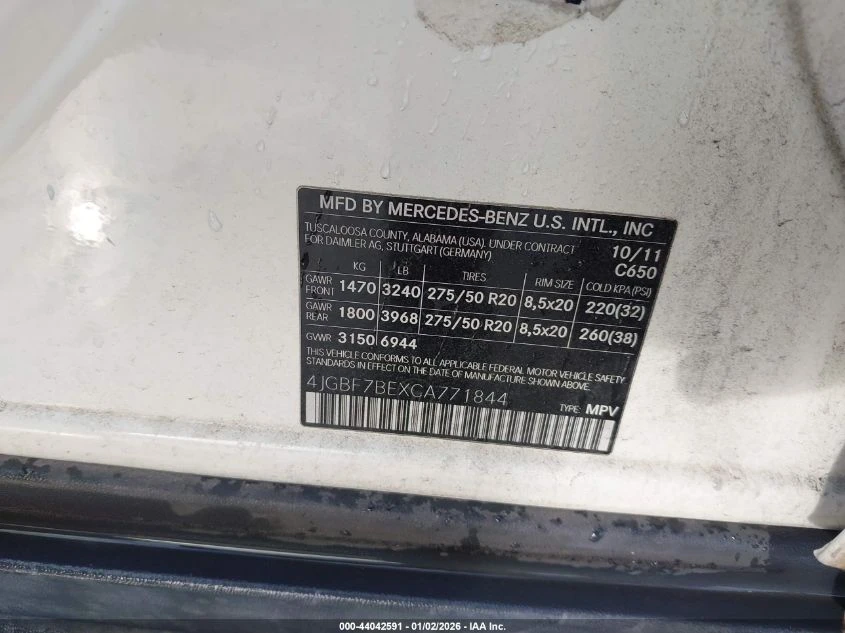 MFD BY MERCEDES-BENZ U.S. INTL., INC
TUSCALOOSA COUNTY, ALABAMA (USA). UNDER CONTRACT 10/11
FOR DAIMLER AG, STUTTGART (GERMANY) C650
KG LB TIRES RIM SIZE COLD KPA(PSI)
GAWR FRONT 1470 3240 275/50 R20 8,5x20 220(32)
GAWR REAR 1800 3968 275/50 R20 8,5x20 260(38)
GVWR 3150 6944
THIS VEHICLE CONFORMS TO ALL APPLICABLE FEDERAL MOTOR VEHICLE SAFETY
STANDARDS IN EFFECT ON THE DATE OF MANUFACTURE SHOWN ABOVE.
4JGBF7BEXCA771844 TYPE: MPV
000-44042591 - 01/02/2026 - IAA Inc.